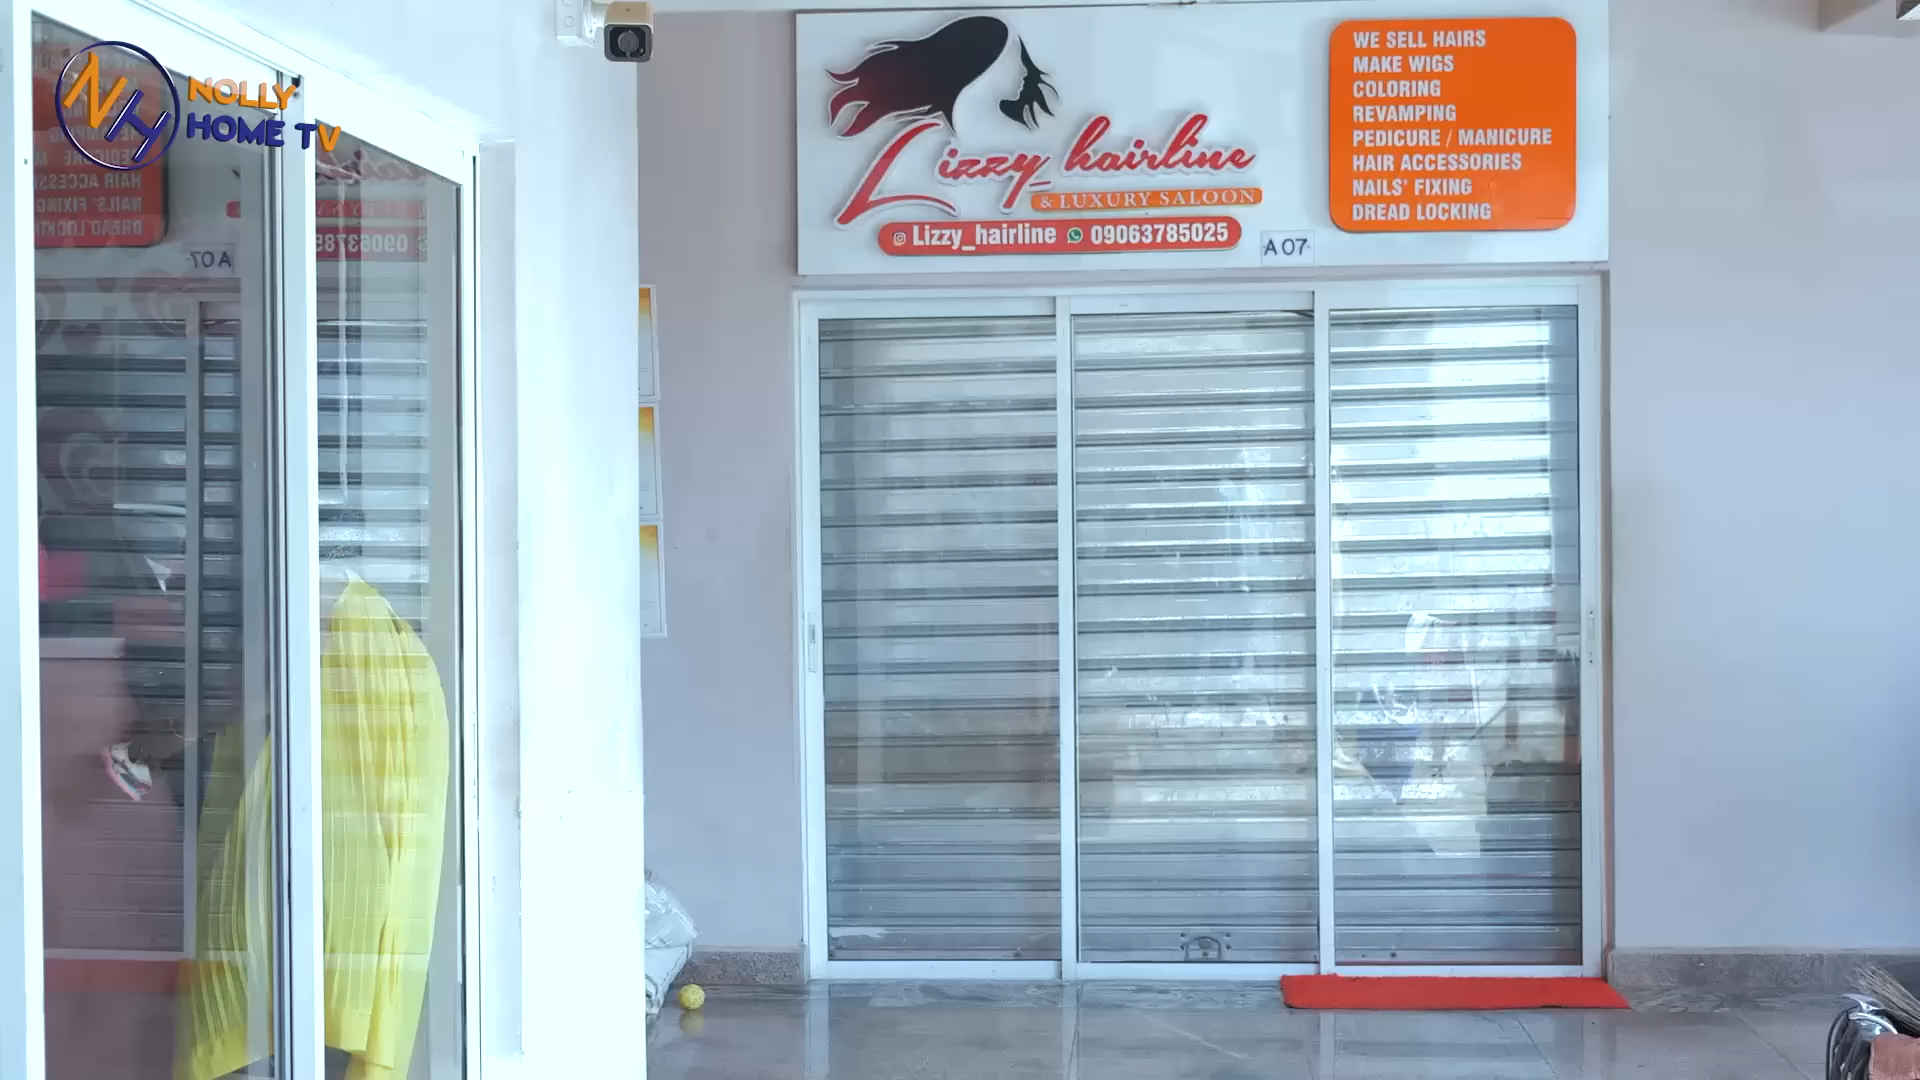 NOLLY
HOME TV
Lizzy_hairline
& LUXURY SALOON
Lizzy_hairline 09063785025
A 07
WE SELL HAIRS
MAKE WIGS
COLORING
REVAMPING
PEDICURE / MANICURE
HAIR ACCESSORIES
NAILS' FIXING
DREAD LOCKING